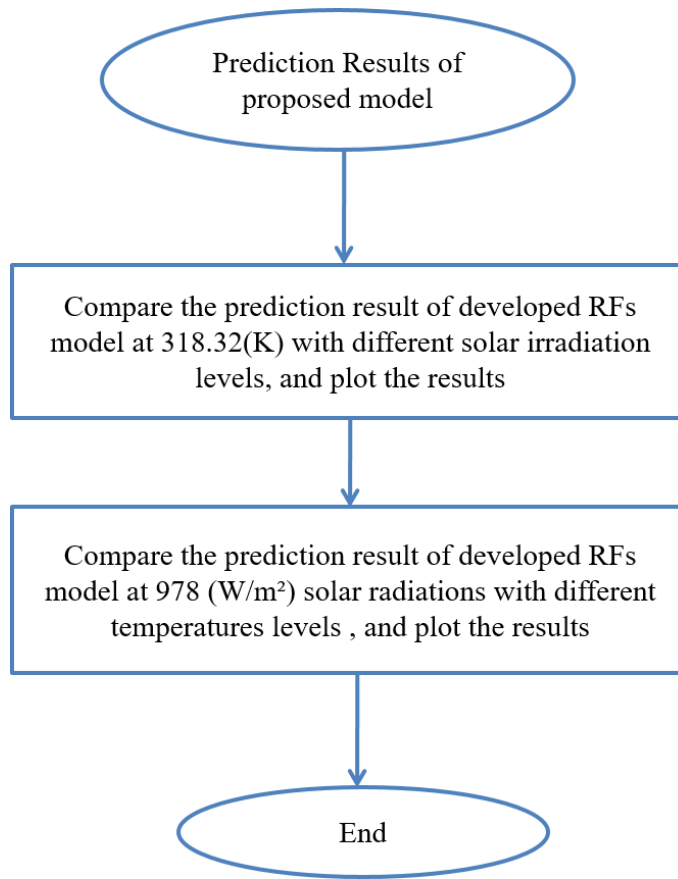 Prediction Results of
proposed model
Compare the prediction result of developed RFs
model at 318.32(K) with different solar irradiation
levels, and plot the results
Compare the prediction result of developed RFs
model at 978 (W/m²) solar radiations with different
temperatures levels , and plot the results
End